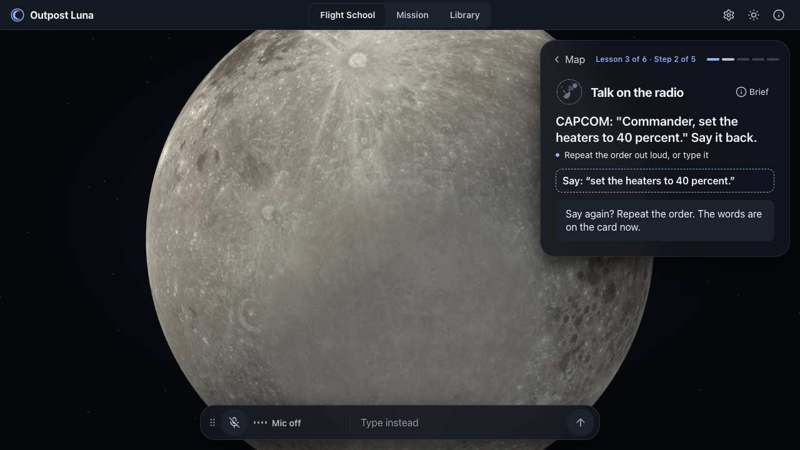 Outpost Luna
Flight School
Mission
Library
Map
Lesson 3 of 6 · Step 2 of 5
Talk on the radio
Brief
CAPCOM: "Commander, set the
heaters to 40 percent." Say it back.
Repeat the order out loud, or type it
Say: “set the heaters to 40 percent.”
Say again? Repeat the order. The words are
on the card now.
Mic off
Type instead